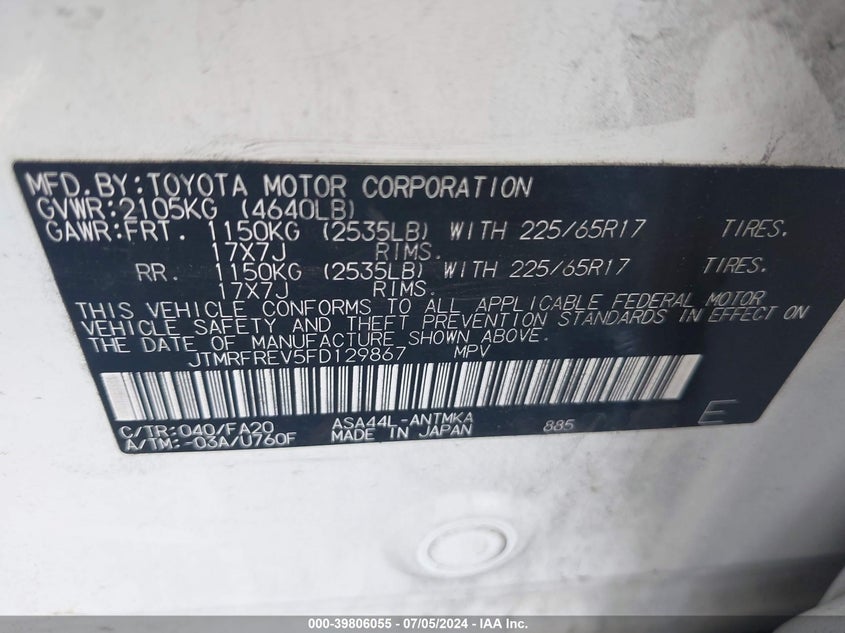 MFD.BY:TOYOTA MOTOR CORPORATION
GVWR:2105KG (4640LB)
GAWR:FRT. 1150KG (2535LB) WITH 225/65R17 TIRES.
17X7J RIMS.
RR. 1150KG (2535LB) WITH 225/65R17 TIRES.
17X7J RIMS.
THIS VEHICLE CONFORMS TO ALL APPLICABLE FEDERAL MOTOR
VEHICLE SAFETY AND THEFT PREVENTION STANDARDS IN EFFECT ON
THE DATE OF MANUFACTURE SHOWN ABOVE.
JTMRFREV5FD129867 MPV
C/TR:040/FA20 ASA44L-ANTMKA
A/TM:-03A/U760F MADE IN JAPAN 885 E
000-39806055 — 07/05/2024 — IAA Inc.